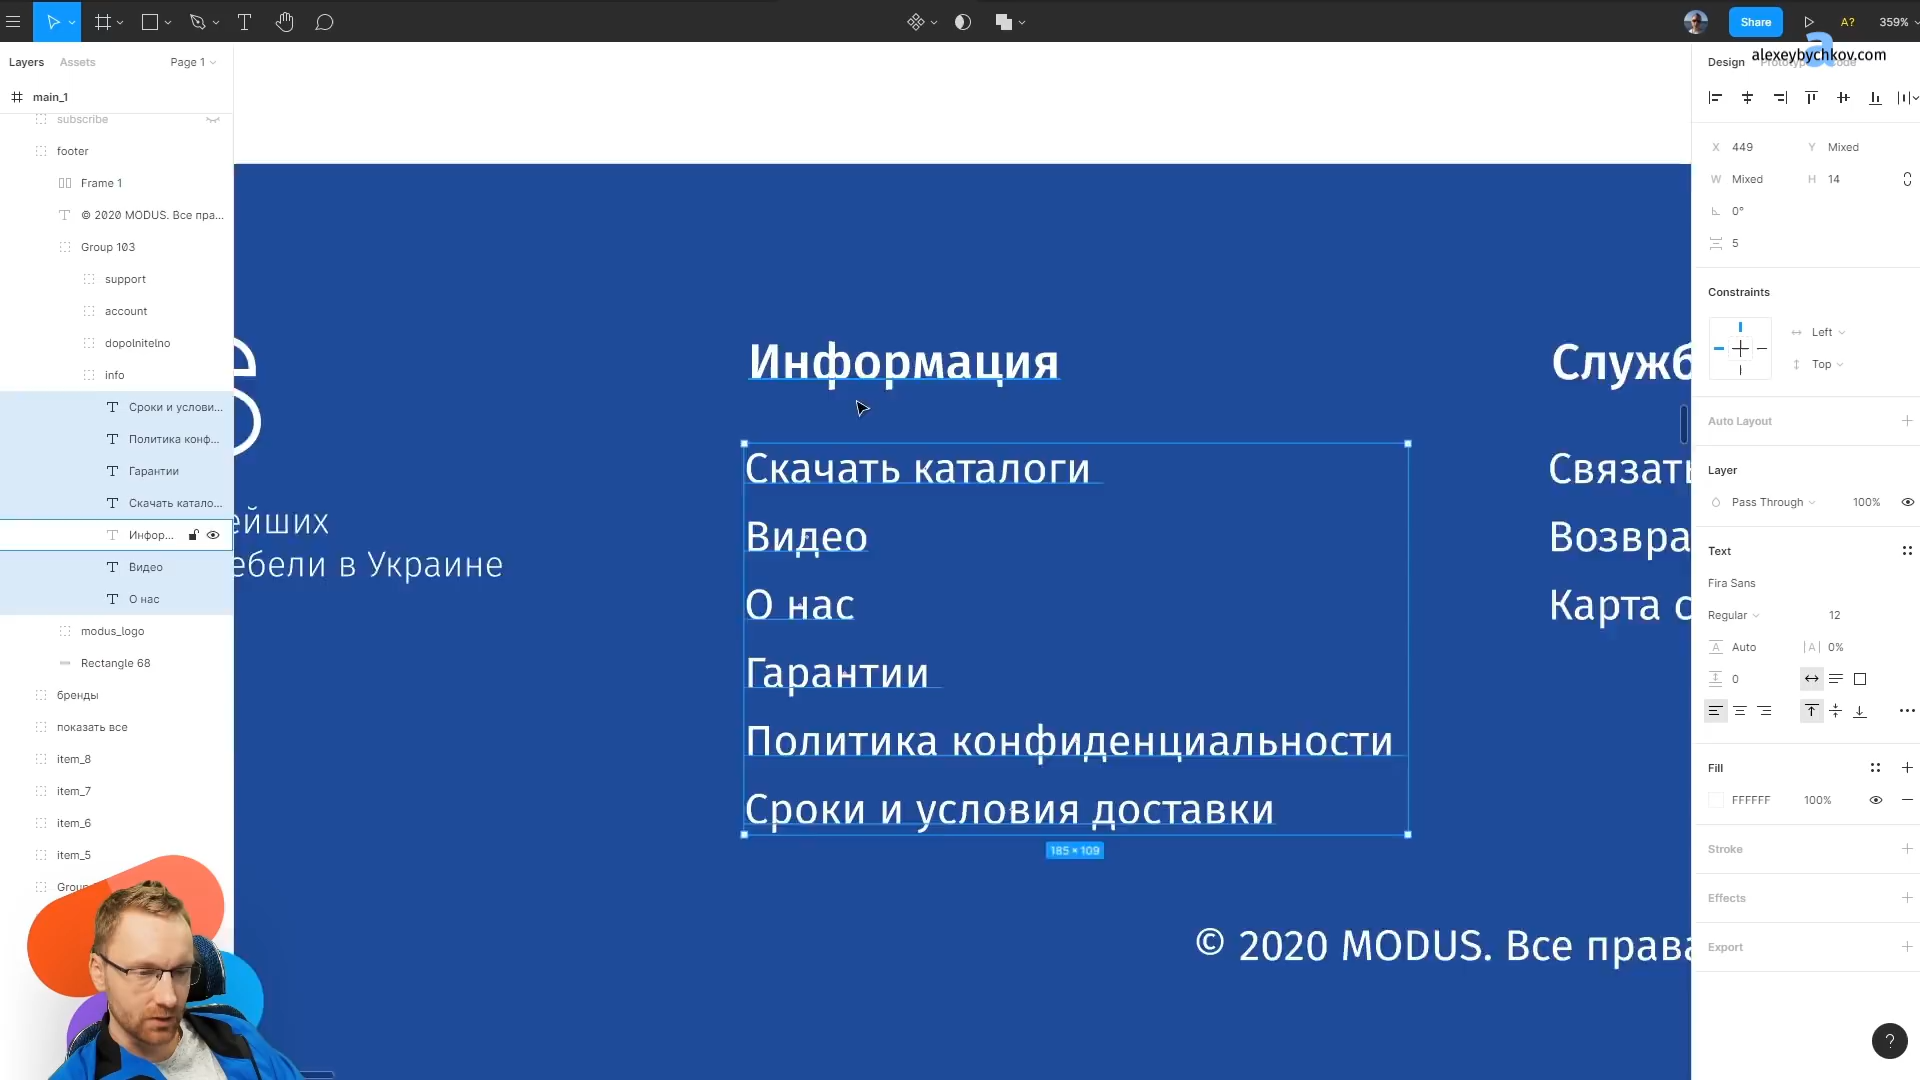 Share
A?
359%
alexeybychkov.com
Layers
Assets
Page 1
Design
main_1
subscribe
footer
Frame 1
© 2020 MODUS. Все пра...
Group 103
support
account
dopolnitelno
info
Сроки и услови...
Политика конф...
Гарантии
Скачать катало...
Инфор...
Видео
О нас
modus_logo
Rectangle 68
бренды
показать все
item_8
item_7
item_6
item_5
ейших
ебели в Украине
Информация
Скачать каталоги
Видео
О нас
Гарантии
Политика конфиденциальности
Сроки и условия доставки
185 × 109
Служб
Связать
Возвра
Карта с
© 2020 MODUS. Все права
X 449
Y Mixed
W Mixed
H 14
0°
5
Constraints
Left
Top
Auto Layout
Layer
Pass Through
100%
Text
Fira Sans
Regular
12
Auto
0%
0
Fill
FFFFFF
100%
Stroke
Effects
Export
?